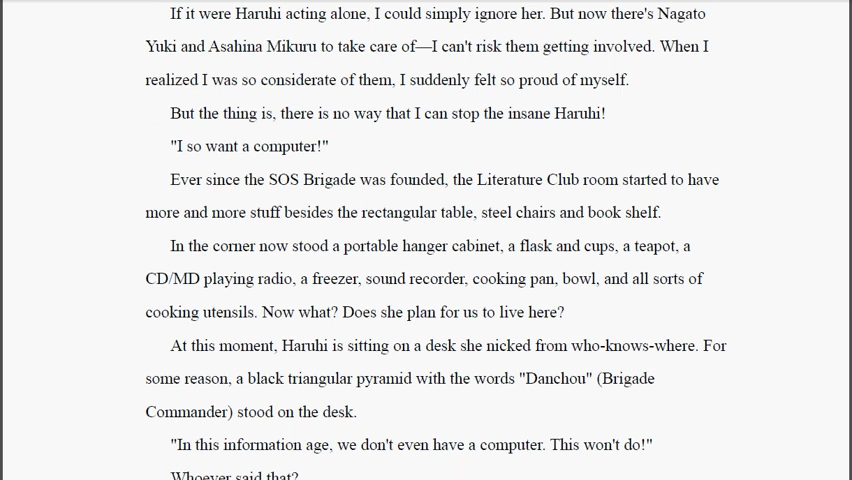 If it were Haruhi acting alone, I could simply ignore her. But now there's Nagato
Yuki and Asahina Mikuru to take care of—I can't risk them getting involved. When I
realized I was so considerate of them, I suddenly felt so proud of myself.
But the thing is, there is no way that I can stop the insane Haruhi!
"I so want a computer!"
Ever since the SOS Brigade was founded, the Literature Club room started to have
more and more stuff besides the rectangular table, steel chairs and book shelf.
In the corner now stood a portable hanger cabinet, a flask and cups, a teapot, a
CD/MD playing radio, a freezer, sound recorder, cooking pan, bowl, and all sorts of
cooking utensils. Now what? Does she plan for us to live here?
At this moment, Haruhi is sitting on a desk she nicked from who-knows-where. For
some reason, a black triangular pyramid with the words "Danchou" (Brigade
Commander) stood on the desk.
"In this information age, we don't even have a computer. This won't do!"
Whoever said that?